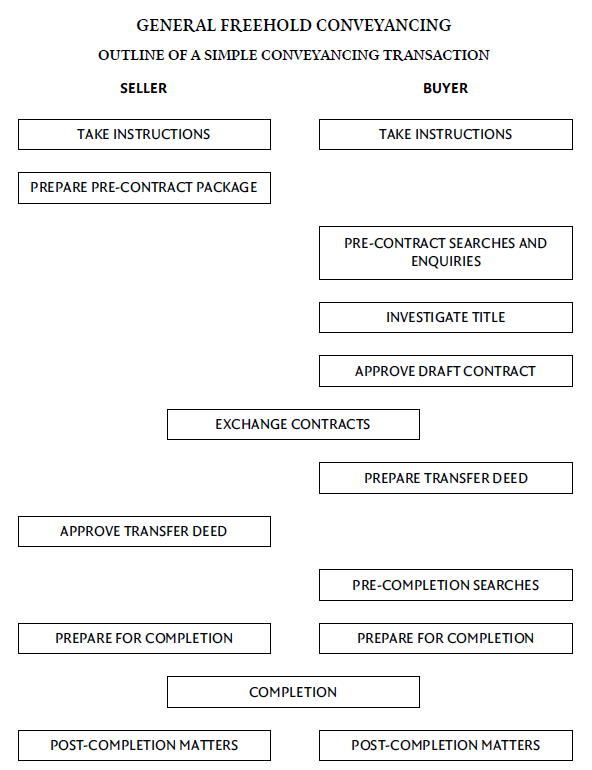 GENERAL FREEHOLD CONVEYANCING
OUTLINE OF A SIMPLE CONVEYANCING TRANSACTION
SELLER
BUYER
TAKE INSTRUCTIONS
TAKE INSTRUCTIONS
PREPARE PRE-CONTRACT PACKAGE
PRE-CONTRACT SEARCHES AND
ENQUIRIES
INVESTIGATE TITLE
APPROVE DRAFT CONTRACT
EXCHANGE CONTRACTS
PREPARE TRANSFER DEED
APPROVE TRANSFER DEED
PRE-COMPLETION SEARCHES
PREPARE FOR COMPLETION
PREPARE FOR COMPLETION
COMPLETION
POST-COMPLETION MATTERS
POST-COMPLETION MATTERS